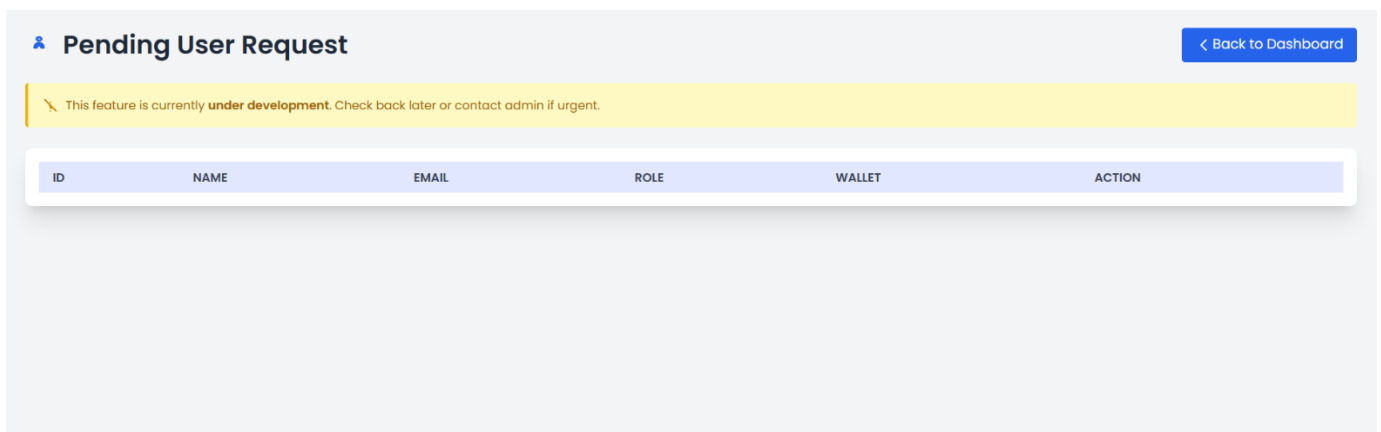 Pending User Request
Back to Dashboard
This feature is currently under development. Check back later or contact admin if urgent.
ID NAME EMAIL ROLE WALLET ACTION